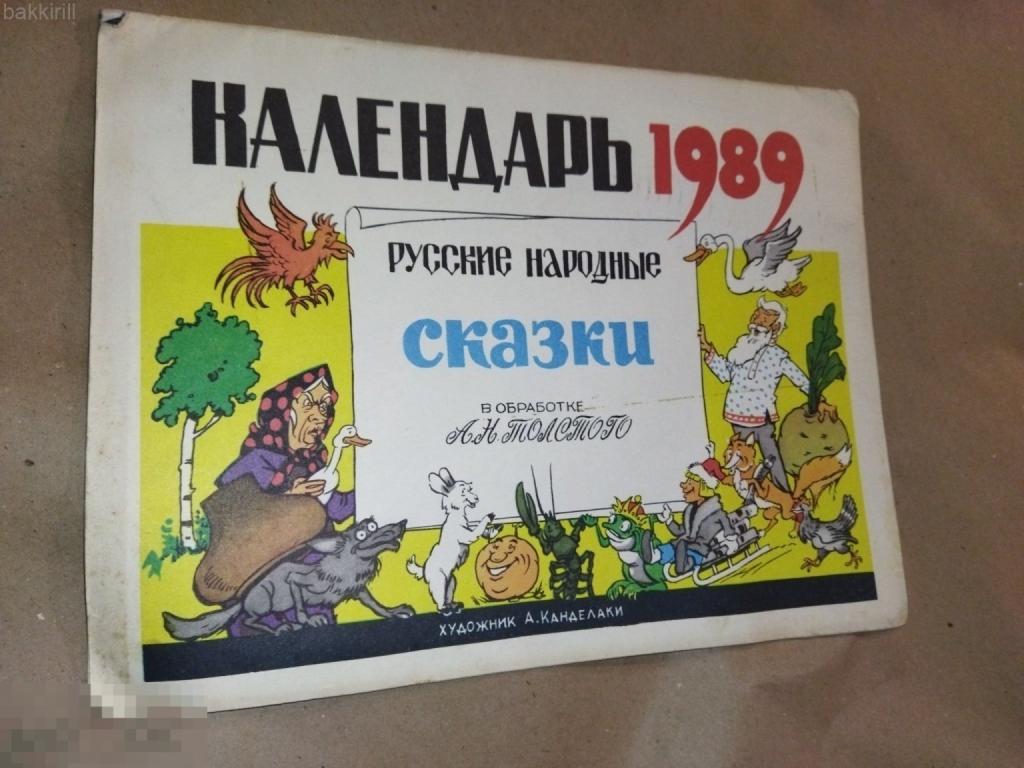 bakkirill
КАЛЕНДАРЬ 1989
РУССКИЕ НАРОДНЫЕ
сказки
В ОБРАБОТКЕ
А.Н. ТОЛСТОГО
ХУДОЖНИК А. КАНДЕЛАКИ